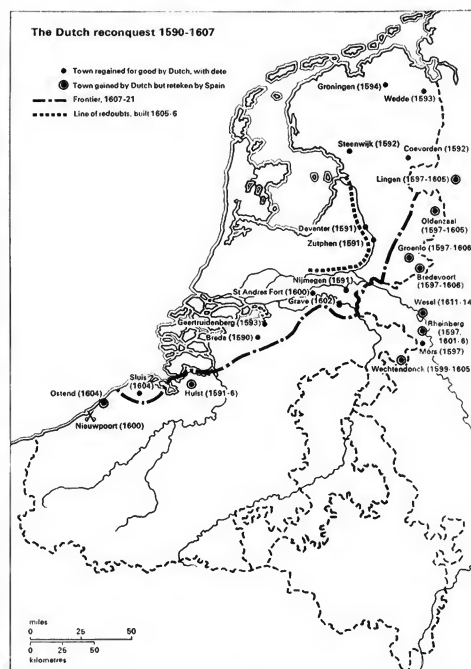 The Dutch reconquest 1590-1607
Town regained for good by Dutch, with date
Town gained by Dutch but retaken by Spain
Frontier, 1607-21
Line of redoubts, built 1605-6
Groningen (1594)
Wedde (1593)
Steenwijk (1592)
Coevorden (1592)
Lingen (1597-1605)
Oldenzaal
(1597-1605)
Deventer (1591)
Zutphen (1591)
Groenlo (1597-1606)
Bredevoort
(1597-1606)
Nijmegen (1591)
St Andres Fort (1600)
Grave (1602)
Wesel (1611-14
Geertruidenberg (1593)
Rheinberg
(1597,
1601-6)
Breda (1590)
Mörs (1597)
Wachtendonck (1599-1605
Sluis
(1604)
Hulst (1591-6)
Ostend (1604)
Nieuwpoort (1600)
miles
0 25 50
0 25 50
kilometres